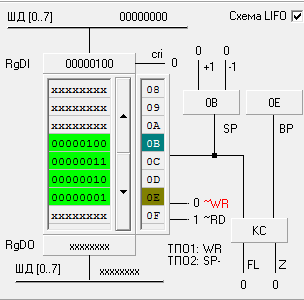 ШД [0..7] 00000000 Схема LIFO
RgDI 00000100 cri 0 0 0
+1 -1
xxxxxxxx 08
xxxxxxxx 09
xxxxxxxx 0A
00000100 0B
00000011 0C
00000010 0D
00000001 0E
xxxxxxxx 0F
0B 0E
SP BP
0 ~WR
1 ~RD
КС
RgDO xxxxxxxx
ТПО1: WR
ТПО2: SP-
FL Z
ШД [0..7] xxxxxxxx
0 0